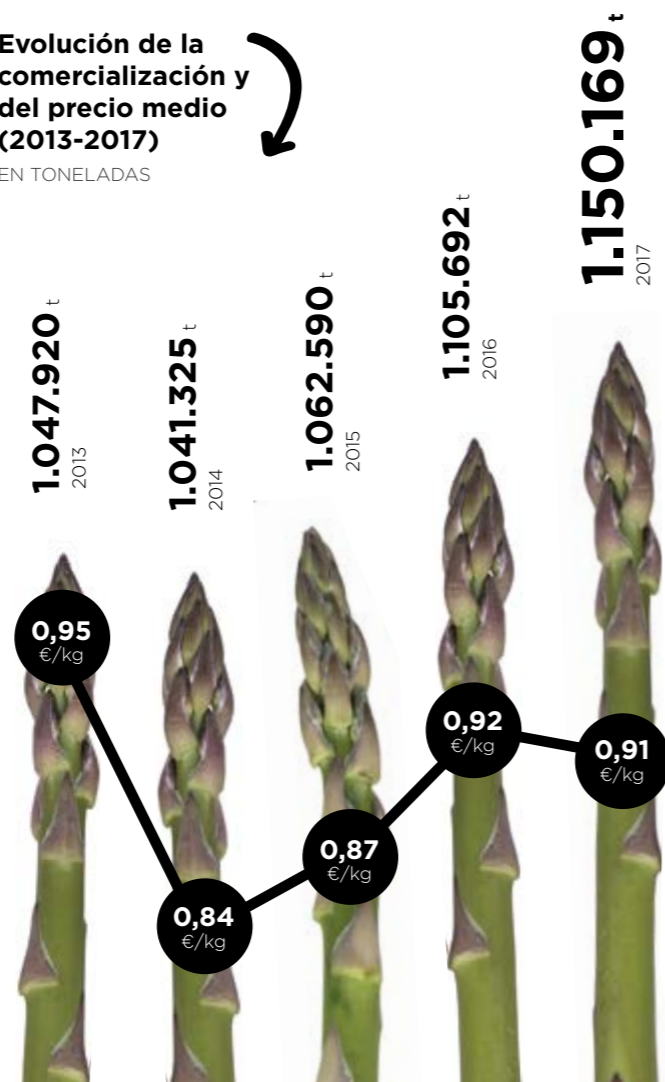 Evolución de la
comercialización y
del precio medio
(2013-2017)
EN TONELADAS
1.047.920 t
2013
1.041.325 t
2014
1.062.590 t
2015
1.105.692 t
2016
1.150.169 t
2017
0,95
€/kg
0,84
€/kg
0,87
€/kg
0,92
€/kg
0,91
€/kg